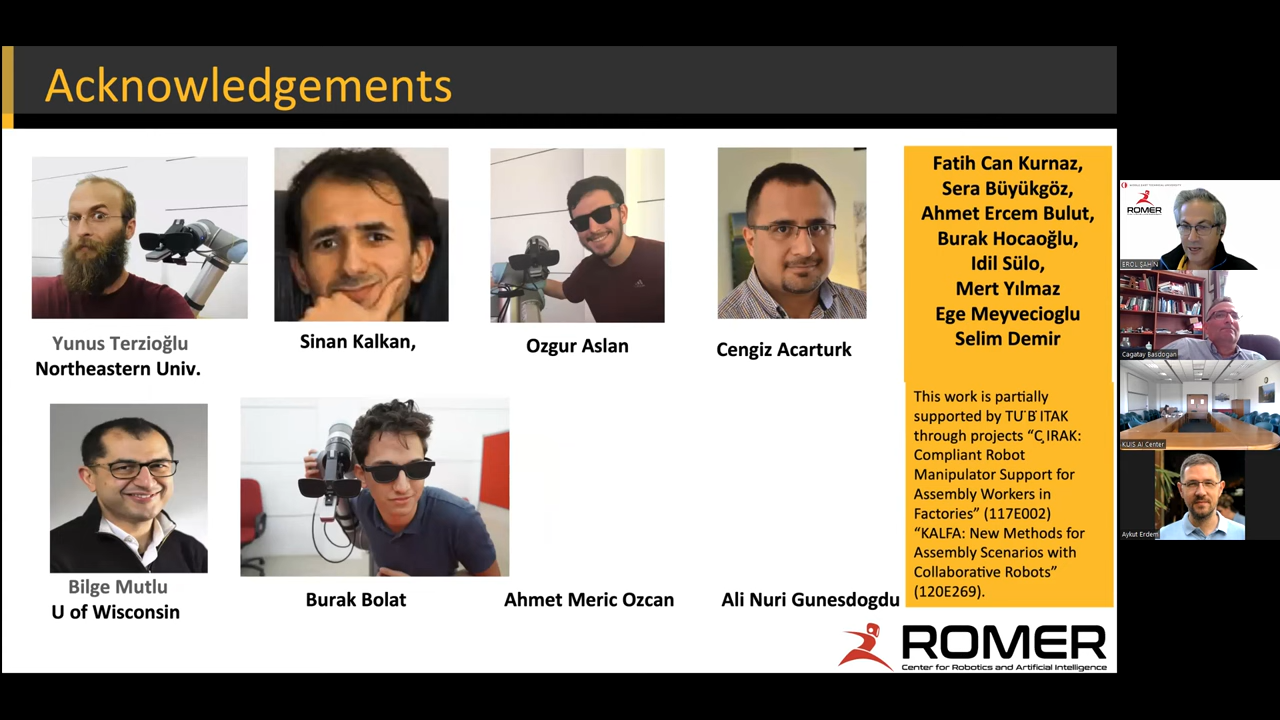 Acknowledgements
Yunus Terzioğlu
Northeastern Univ.
Sinan Kalkan,
Ozgur Aslan
Cengiz Acarturk
Bilge Mutlu
U of Wisconsin
Burak Bolat
Ahmet Meric Ozcan
Ali Nuri Gunesdogdu
Fatih Can Kurnaz,
Sera Büyükgöz,
Ahmet Ercem Bulut,
Burak Hocaoğlu,
Idil Sülo,
Mert Yılmaz
Ege Meyvecioglu
Selim Demir
This work is partially
supported by TU ̈B ̇ITAK
through projects “C ̧IRAK:
Compliant Robot
Manipulator Support for
Assembly Workers in
Factories” (117E002)
“KALFA: New Methods for
Assembly Scenarios with
Collaborative Robots”
(120E269).
ROMER
Center for Robotics and Artificial Intelligence
ROMER
EROL ŞAHİN
Cagatay Basdogan
KUIS AI Center
Aykut Erdem